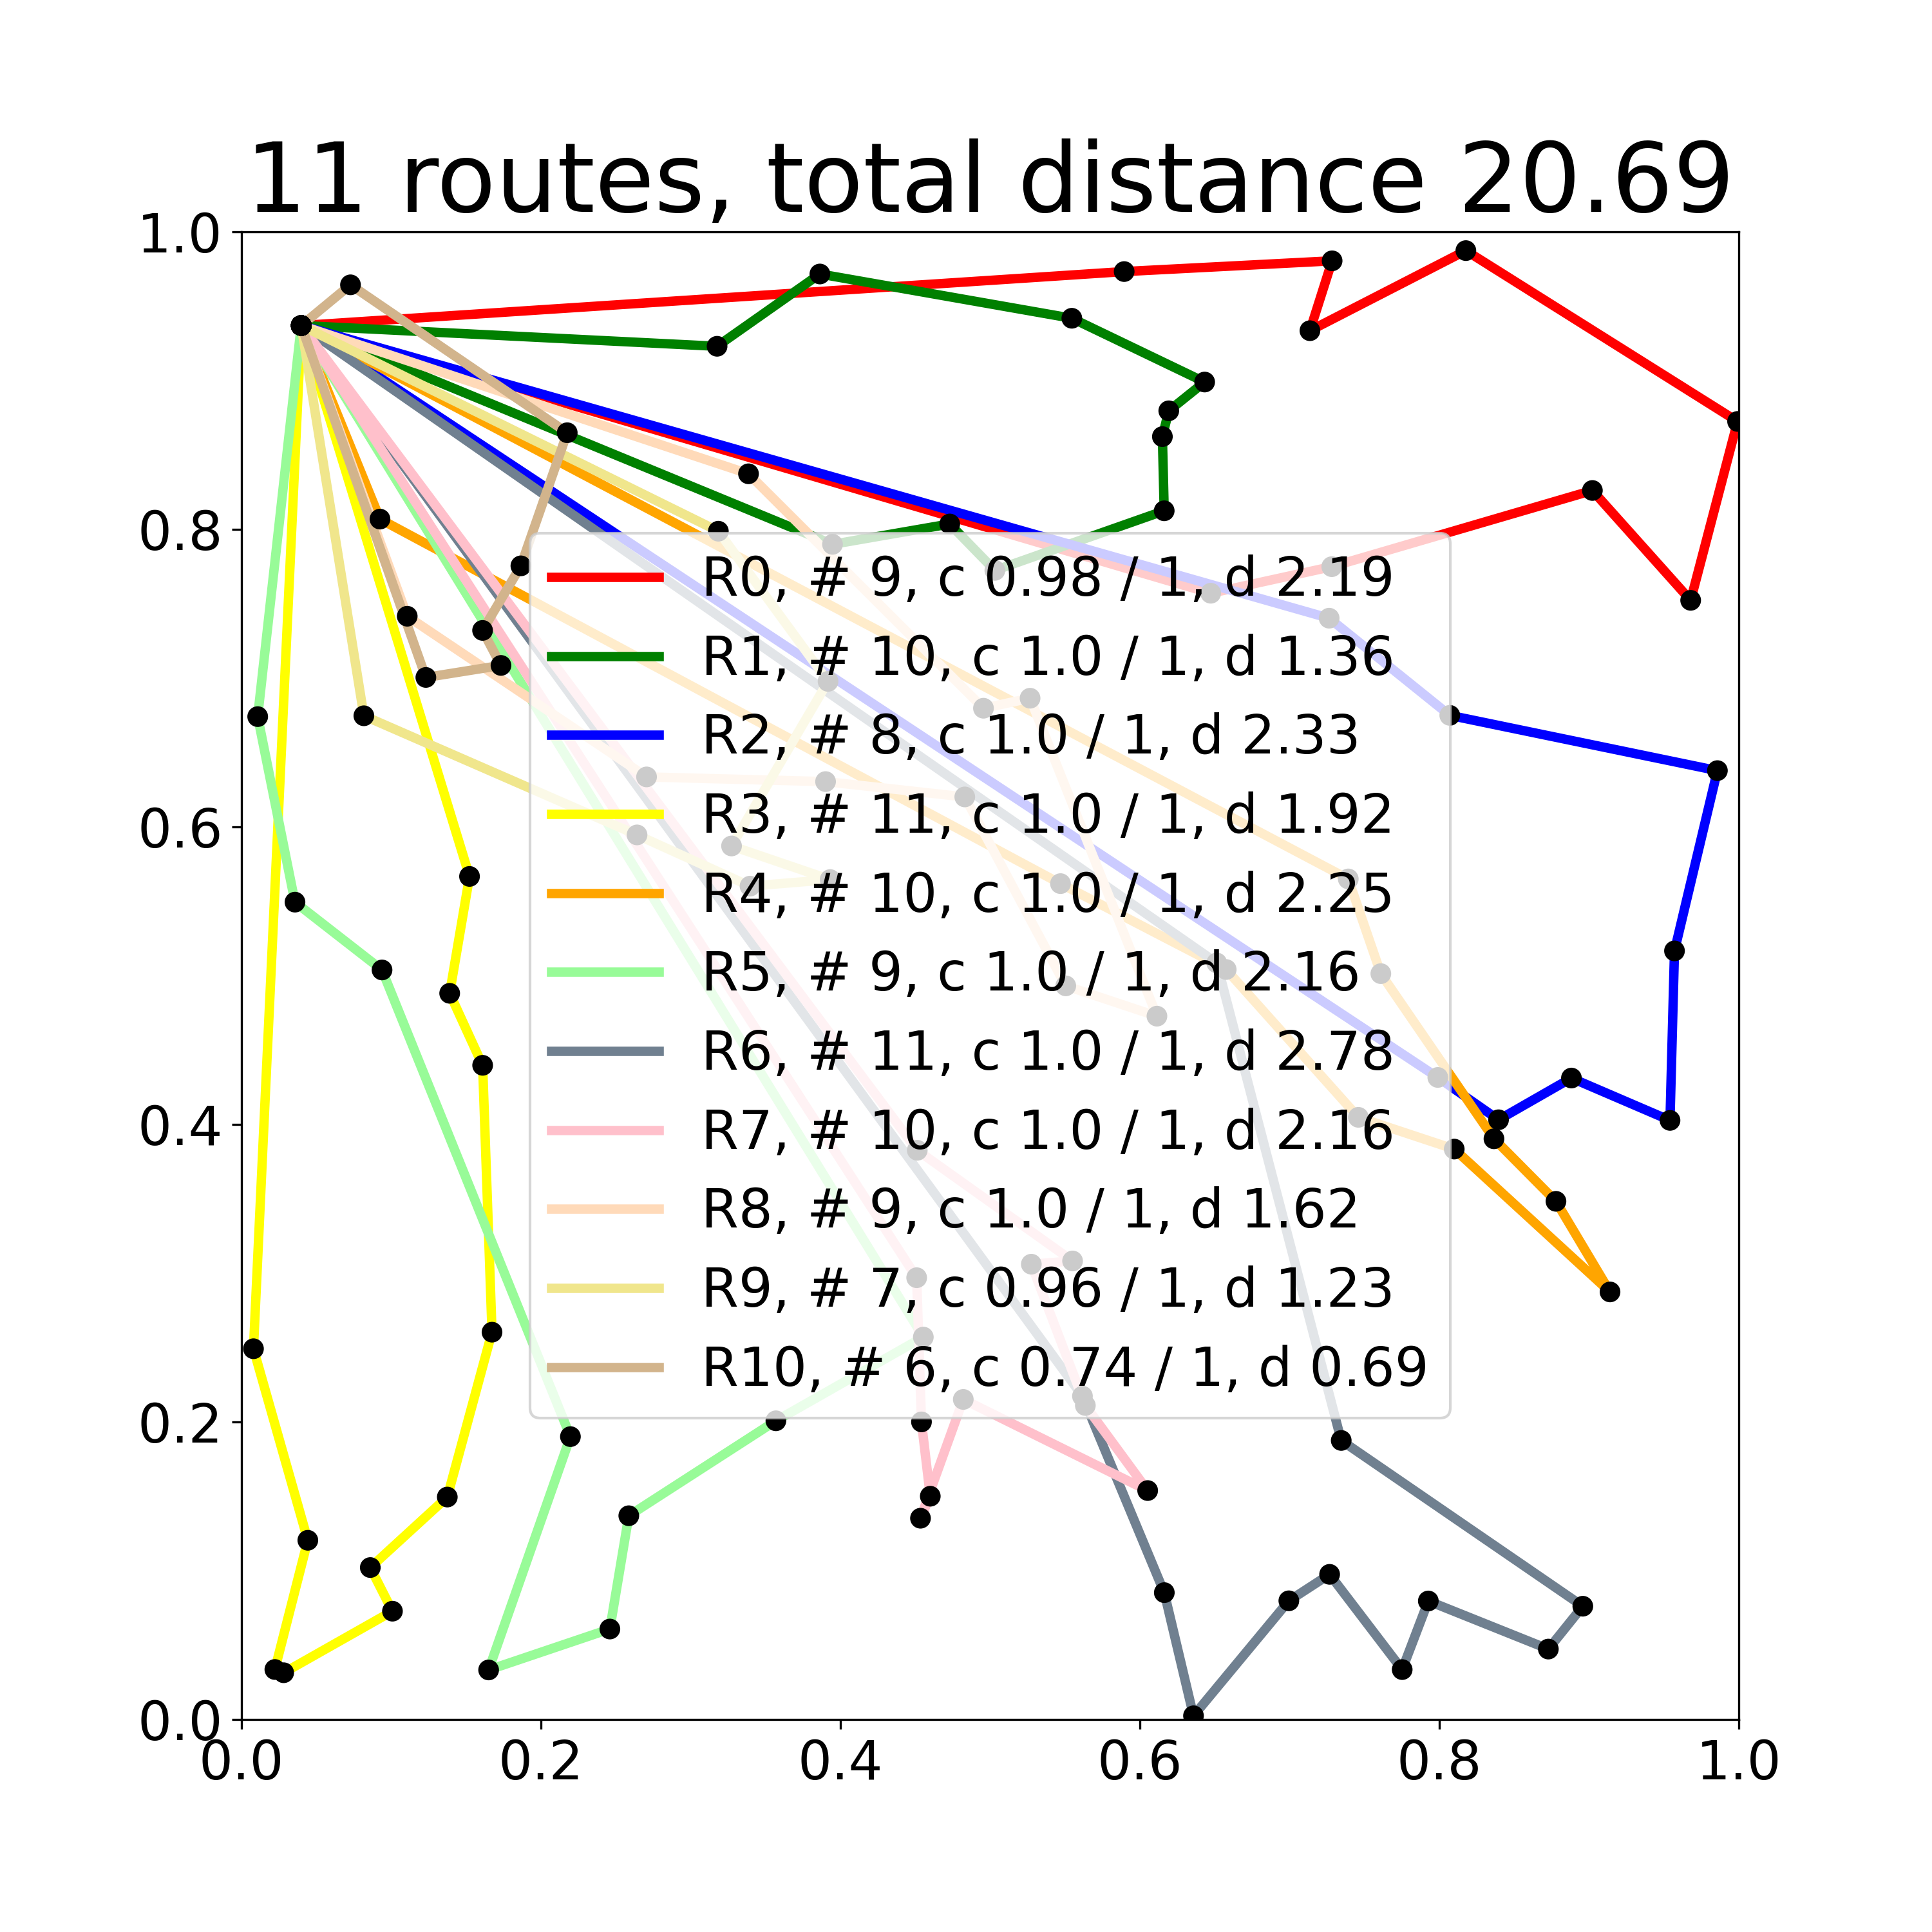 11 routes, total distance 20.69
1.0
0.8
0.6
0.4
0.2
0.0
R0, # 9, c 0.98 / 1, d 2.19
R1, # 10, c 1.0 / 1, d 1.36
R2, # 8, c 1.0 / 1, d 2.33
R3, # 11, c 1.0 / 1, d 1.92
R4, # 10, c 1.0 / 1, d 2.25
R5, # 9, c 1.0 / 1, d 2.16
R6, # 11, c 1.0 / 1, d 2.78
R7, # 10, c 1.0 / 1, d 2.16
R8, # 9, c 1.0 / 1, d 1.62
R9, # 7, c 0.96 / 1, d 1.23
R10, # 6, c 0.74 / 1, d 0.69
0.0 0.2 0.4 0.6 0.8 1.0